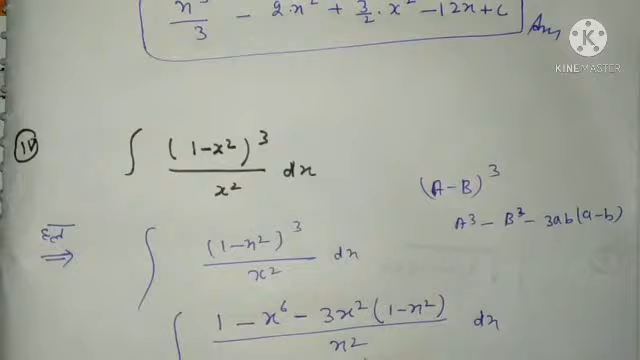 x³/3 - 2x² + 3/2 · x² - 12x + c Ans
KINEMASTER
(iv) ∫ (1-x²)³/x² dx
(A-B)³
A³ - B³ - 3ab(a-b)
हल ⇒ ∫ (1-x²)³/x² dx
∫ 1 - x⁶ - 3x²(1-x²)/x² dx